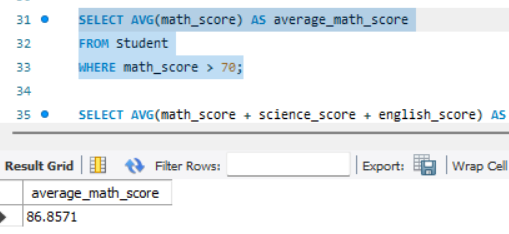 31 SELECT AVG(math_score) AS average_math_score
32 FROM Student
33 WHERE math_score > 70;
34
35 SELECT AVG(math_score + science_score + english_score) AS
Result Grid Filter Rows: Export: Wrap Cell
average_math_score
86.8571